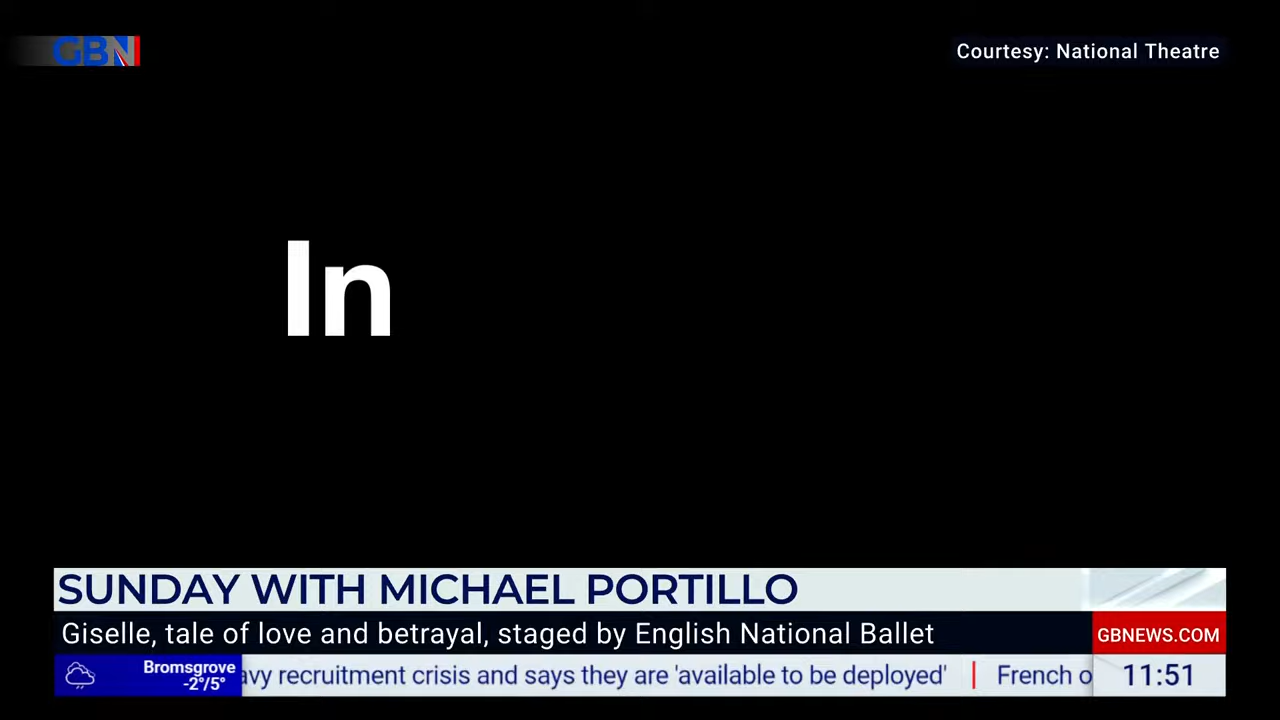 GBN
Courtesy: National Theatre
In
SUNDAY WITH MICHAEL PORTILLO
Giselle, tale of love and betrayal, staged by English National Ballet
GBNEWS.COM
Bromsgrove
-2°/5°
avy recruitment crisis and says they are 'available to be deployed' | French o
11:51